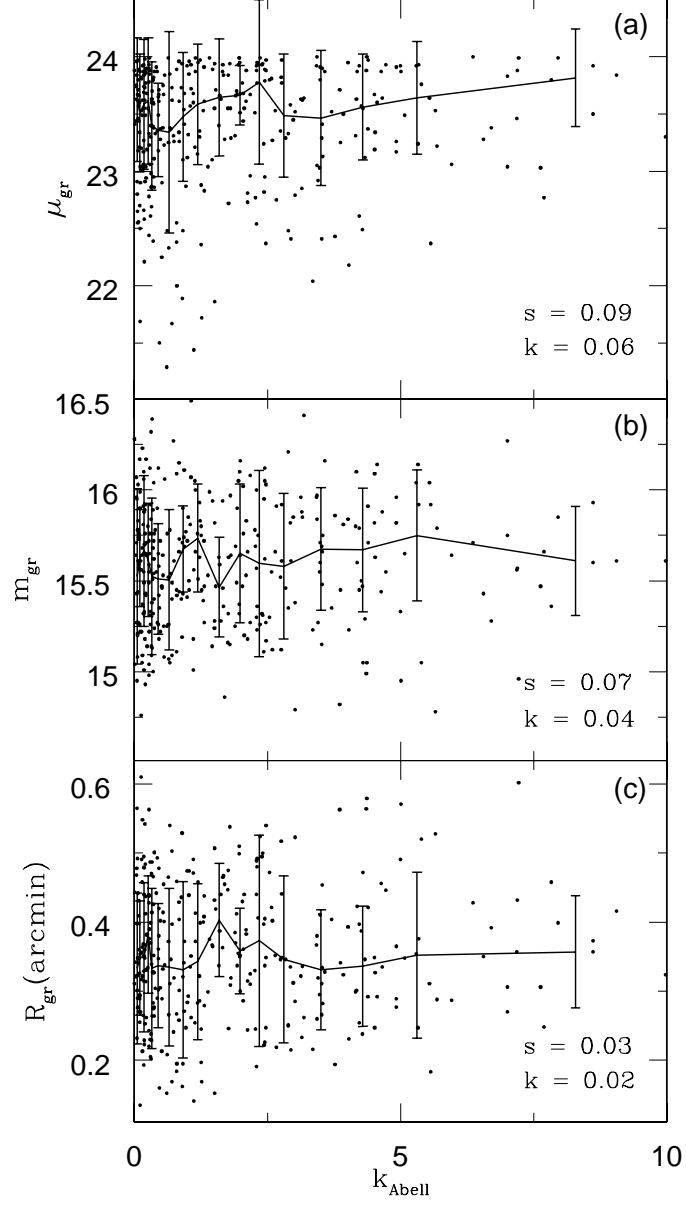 (a)
24
23
μgr
22
s = 0.09
k = 0.06
16.5
(b)
16
mgr
15.5
15
s = 0.07
k = 0.04
0.6
(c)
Rgr(arcmin)
0.4
0.2
s = 0.03
k = 0.02
0 5 10
kAbell